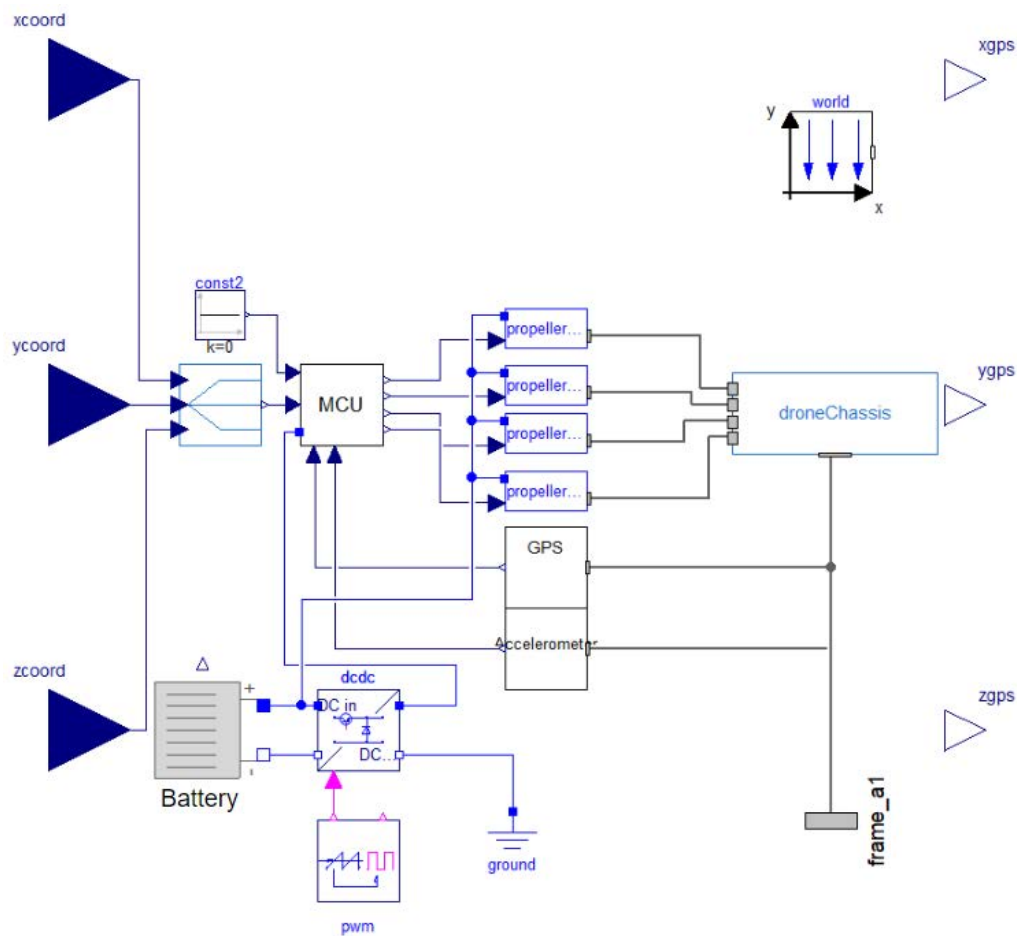 xcoord
xgps
world
y
x
const2
k=0
ycoord
ygps
MCU
propeller...
propeller...
propeller...
propeller...
droneChassis
GPS
Accelerometer
zcoord
zgps
dcdc
+
DC in
DC...
-
Battery
frame_a1
ground
pwm